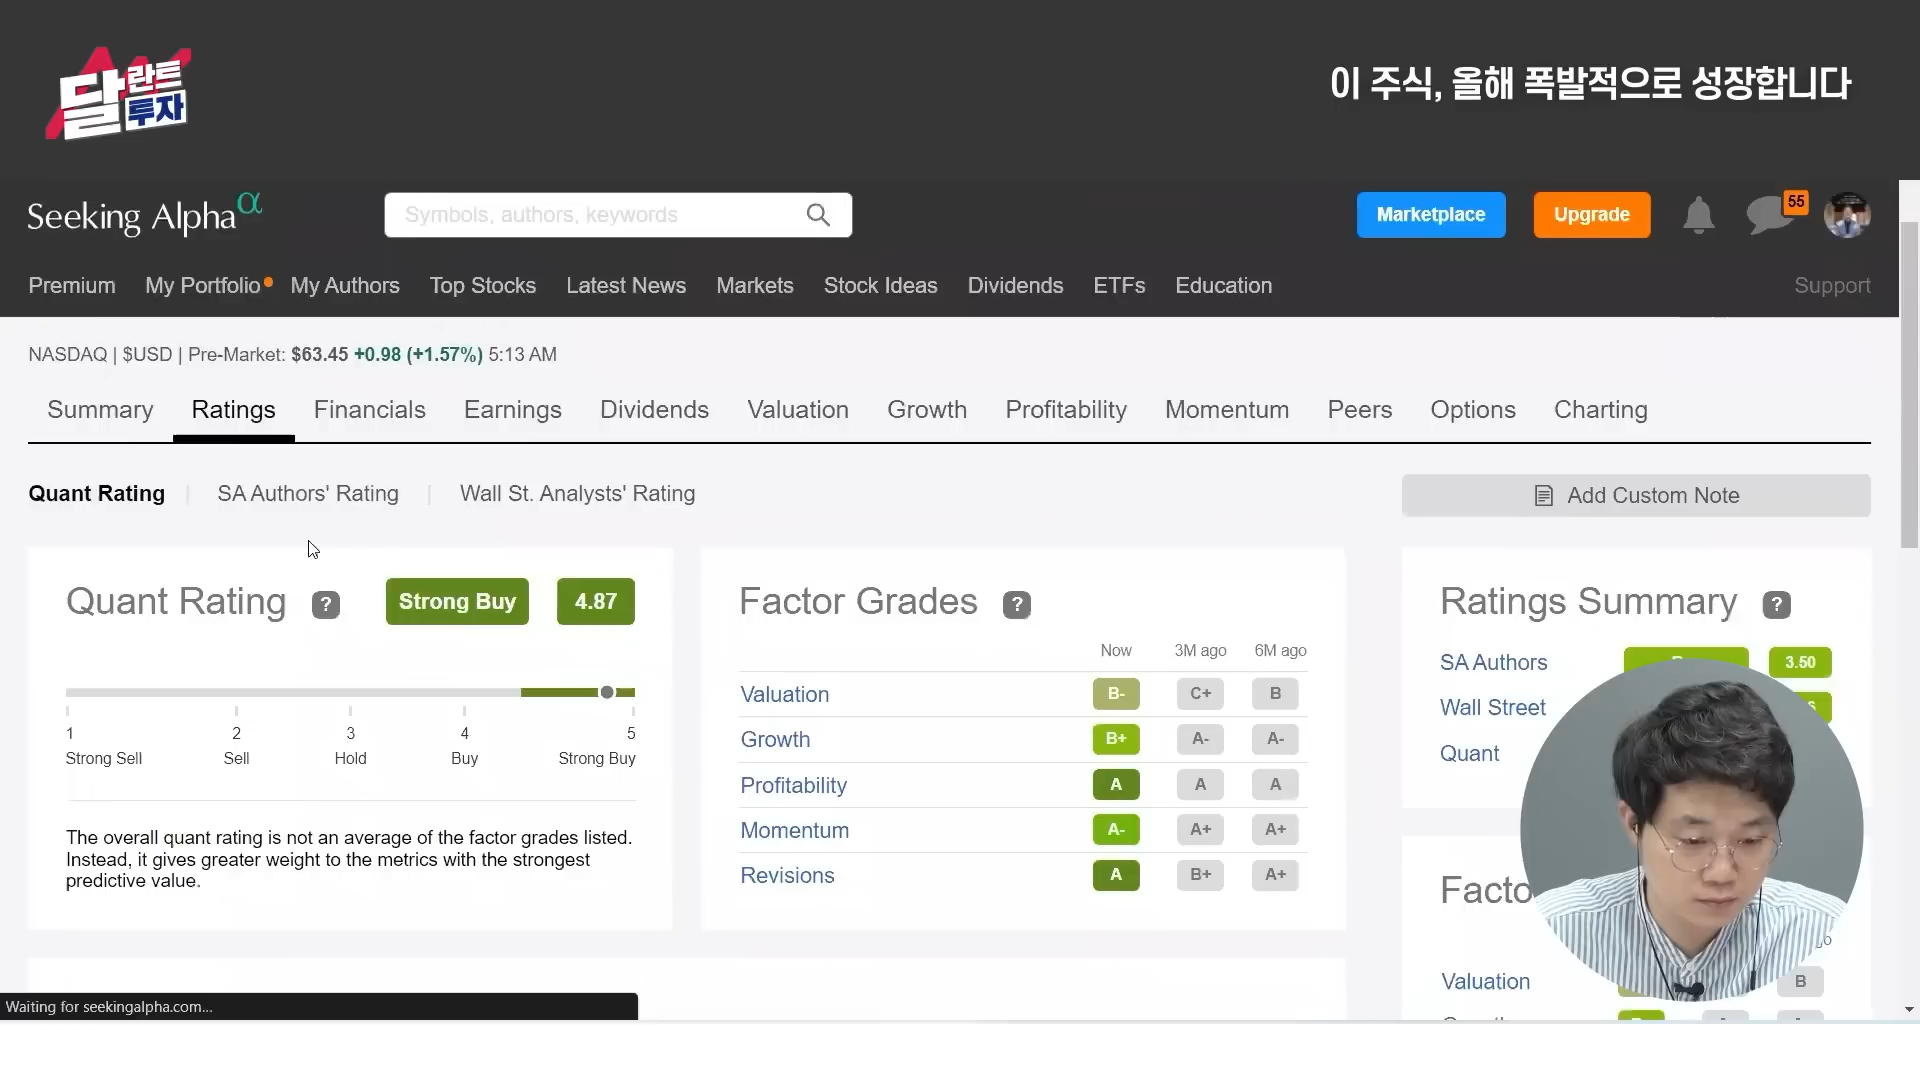 달란트투자
이 주식, 올해 폭발적으로 성장합니다
Seeking Alpha α
Symbols, authors, keywords
Marketplace
Upgrade
55
Premium My Portfolio My Authors Top Stocks Latest News Markets Stock Ideas Dividends ETFs Education Support
NASDAQ | $USD | Pre-Market: $63.45 +0.98 (+1.57%) 5:13 AM
Summary Ratings Financials Earnings Dividends Valuation Growth Profitability Momentum Peers Options Charting
Quant Rating | SA Authors' Rating | Wall St. Analysts' Rating
Add Custom Note
Quant Rating ? Strong Buy 4.87
1 2 3 4 5
Strong Sell Sell Hold Buy Strong Buy
The overall quant rating is not an average of the factor grades listed.
Instead, it gives greater weight to the metrics with the strongest
predictive value.
Factor Grades ?
Now 3M ago 6M ago
Valuation B- C+ B
Growth B+ A- A-
Profitability A A A
Momentum A- A+ A+
Revisions A B+ A+
Ratings Summary ?
SA Authors 3.50
Wall Street
Quant
Valuation B
Waiting for seekingalpha.com...